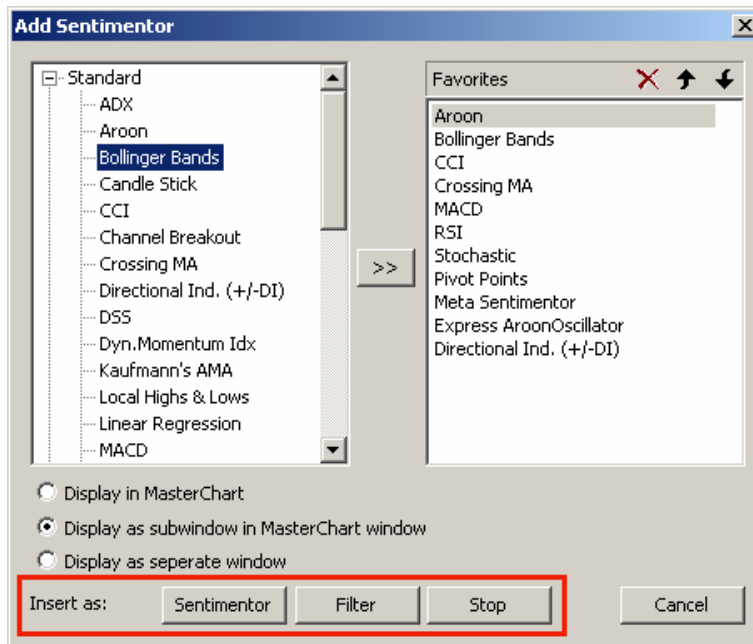 Add Sentimentor
Standard
ADX
Aroon
Bollinger Bands
Candle Stick
CCI
Channel Breakout
Crossing MA
Directional Ind. (+/-DI)
DSS
Dyn.Momentum Idx
Kaufmann's AMA
Local Highs & Lows
Linear Regression
MACD
>>
Favorites
Aroon
Bollinger Bands
CCI
Crossing MA
MACD
RSI
Stochastic
Pivot Points
Meta Sentimentor
Express AroonOscillator
Directional Ind. (+/-DI)
Display in MasterChart
Display as subwindow in MasterChart window
Display as seperate window
Insert as: Sentimentor Filter Stop Cancel